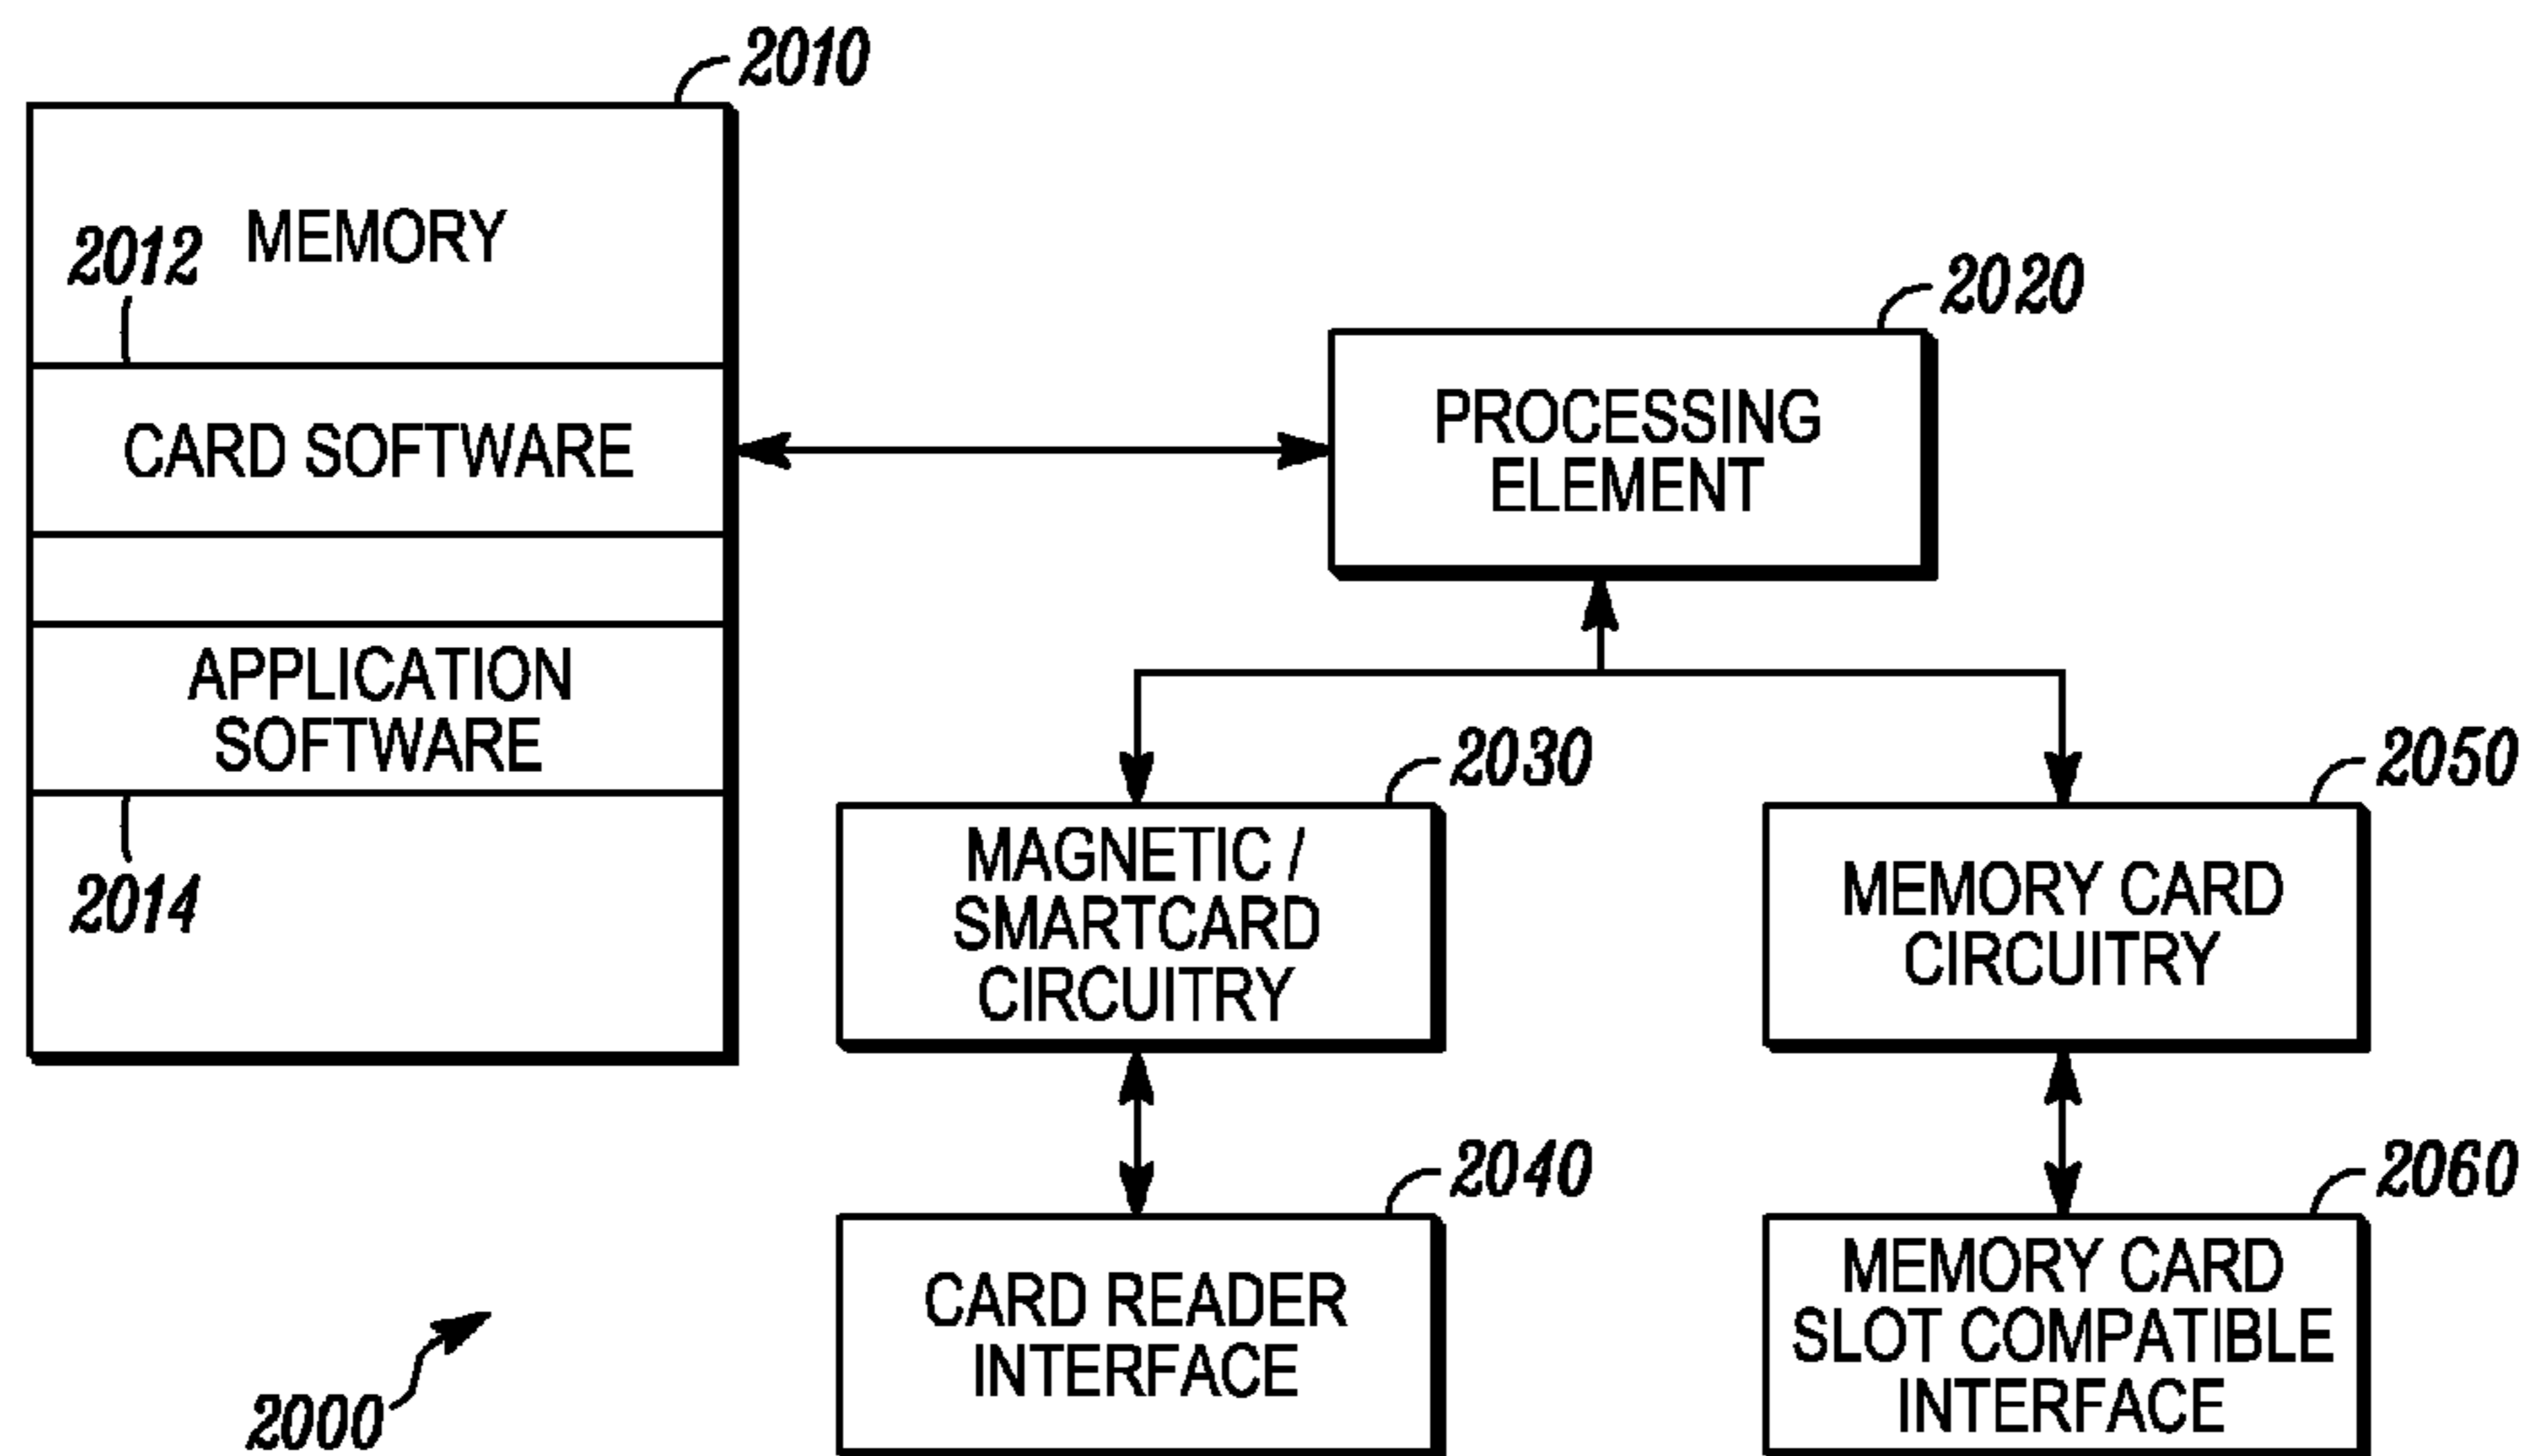 2010
MEMORY
2012
CARD SOFTWARE
APPLICATION
SOFTWARE
2014
2020
PROCESSING
ELEMENT
2030
MAGNETIC /
SMARTCARD
CIRCUITRY
2050
MEMORY CARD
CIRCUITRY
2040
CARD READER
INTERFACE
2060
MEMORY CARD
SLOT COMPATIBLE
INTERFACE
2000